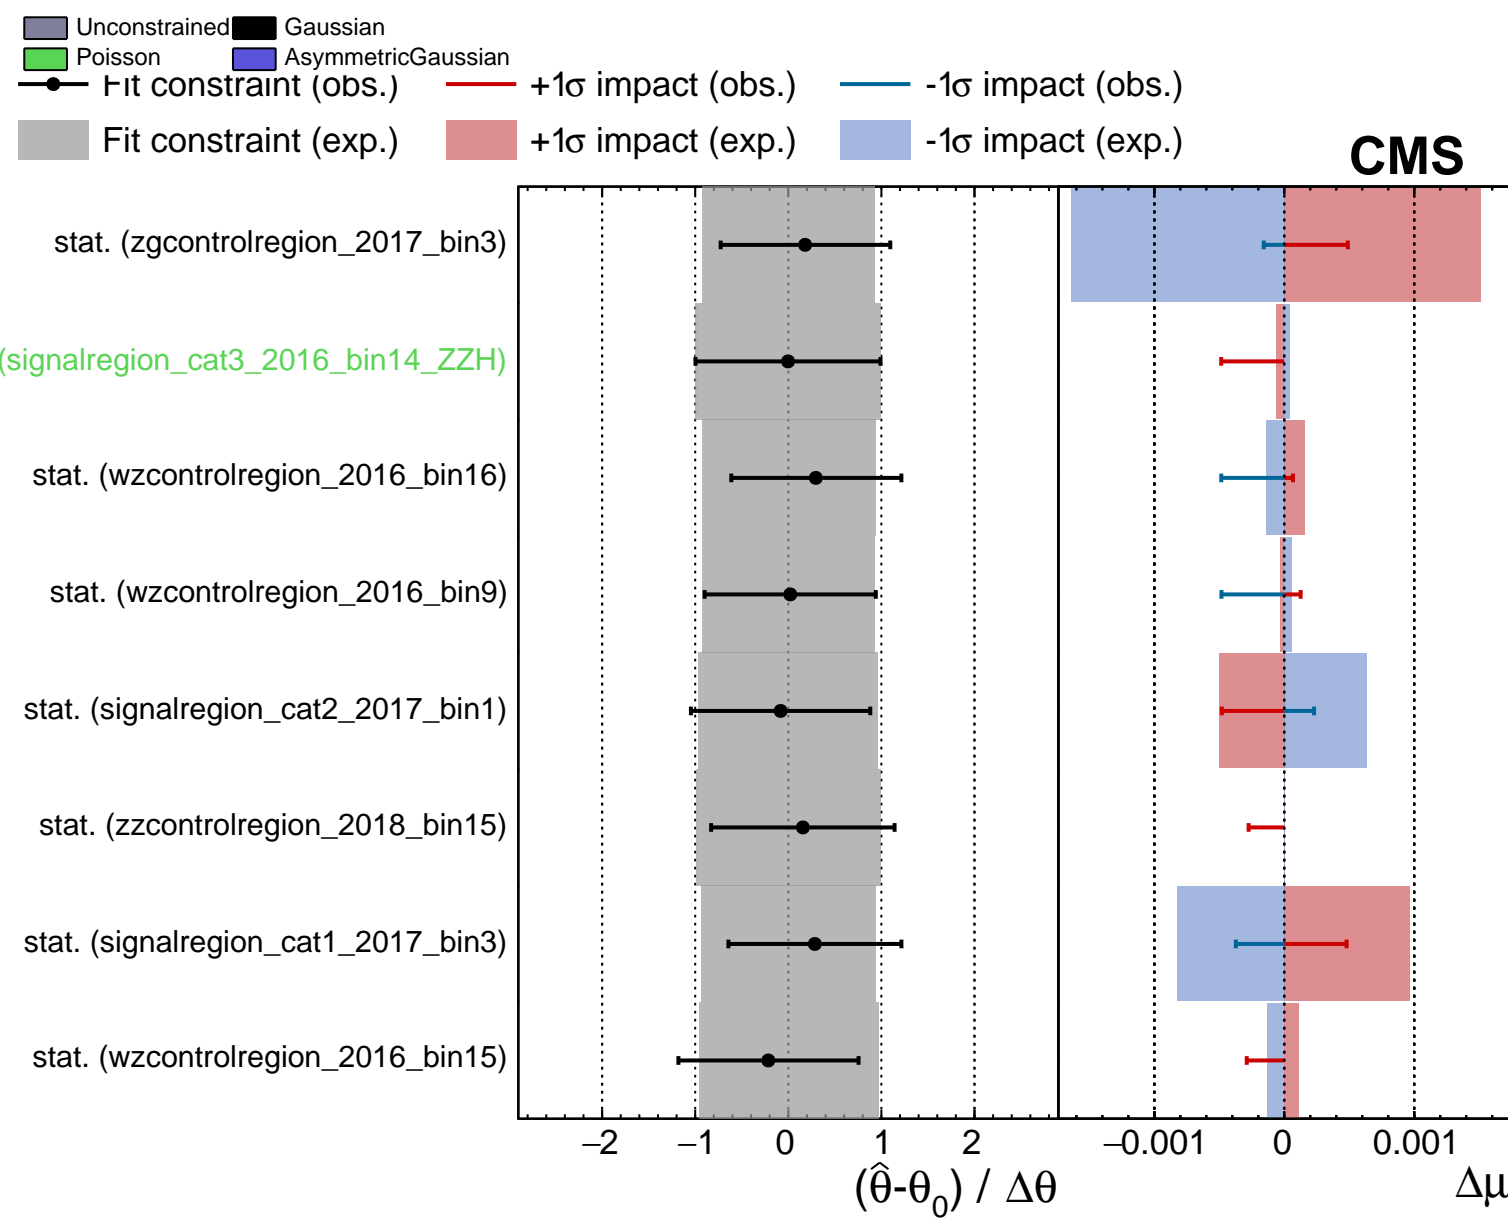 Unconstrained Gaussian
Poisson AsymmetricGaussian
Fit constraint (obs.) +1σ impact (obs.) -1σ impact (obs.)
Fit constraint (exp.) +1σ impact (exp.) -1σ impact (exp.)
CMS
stat. (zgcontrolregion_2017_bin3)
(signalregion_cat3_2016_bin14_ZZH)
stat. (wzcontrolregion_2016_bin16)
stat. (wzcontrolregion_2016_bin9)
stat. (signalregion_cat2_2017_bin1)
stat. (zzcontrolregion_2018_bin15)
stat. (signalregion_cat1_2017_bin3)
stat. (wzcontrolregion_2016_bin15)
−2 −1 0 1 2 −0.001 0 0.001
(θ̂-θ₀) / Δθ Δμ